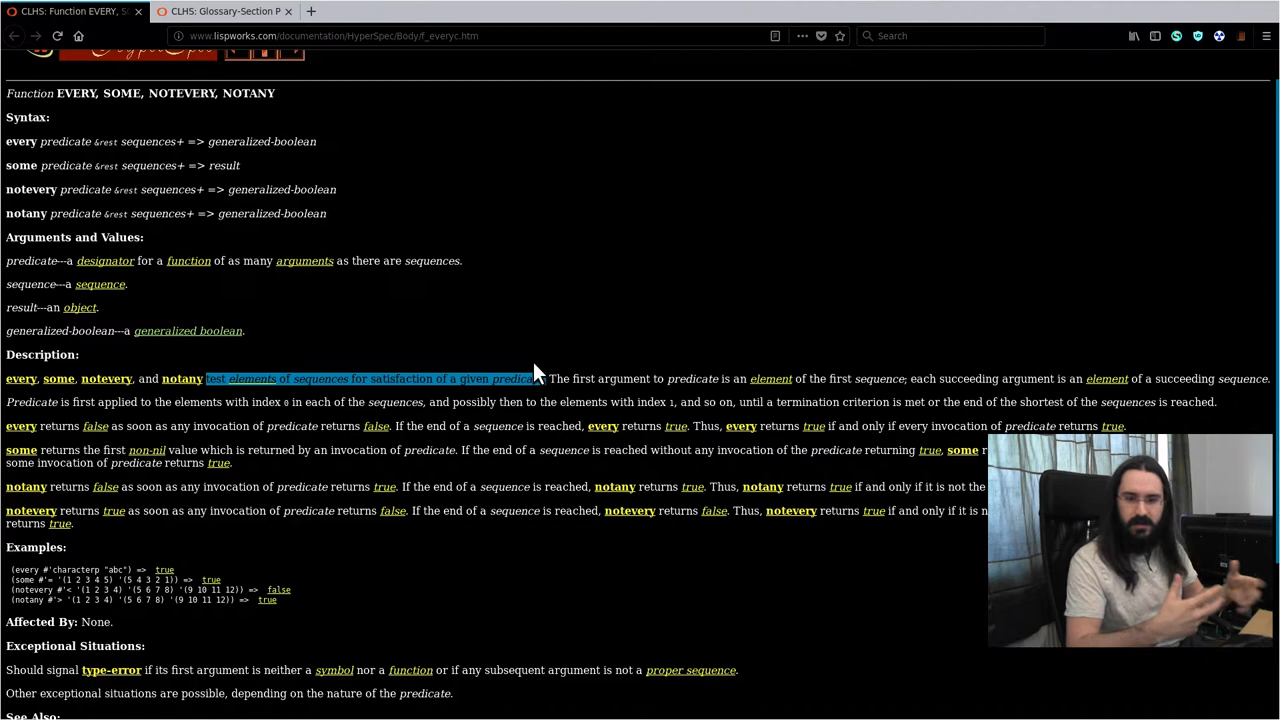 CLHS: Function EVERY, S
CLHS: Glossary-Section P
www.lispworks.com/documentation/HyperSpec/Body/f_everyc.htm
Search
Function EVERY, SOME, NOTEVERY, NOTANY
Syntax:
every predicate &rest sequences+ => generalized-boolean
some predicate &rest sequences+ => result
notevery predicate &rest sequences+ => generalized-boolean
notany predicate &rest sequences+ => generalized-boolean
Arguments and Values:
predicate---a designator for a function of as many arguments as there are sequences.
sequence---a sequence.
result---an object.
generalized-boolean---a generalized boolean.
Description:
every, some, notevery, and notany test elements of sequences for satisfaction of a given predica The first argument to predicate is an element of the first sequence; each succeeding argument is an element of a succeeding sequence.
Predicate is first applied to the elements with index 0 in each of the sequences, and possibly then to the elements with index 1, and so on, until a termination criterion is met or the end of the shortest of the sequences is reached.
every returns false as soon as any invocation of predicate returns false. If the end of a sequence is reached, every returns true. Thus, every returns true if and only if every invocation of predicate returns true.
some returns the first non-nil value which is returned by an invocation of predicate. If the end of a sequence is reached without any invocation of the predicate returning true, some r
some invocation of predicate returns true.
notany returns false as soon as any invocation of predicate returns true. If the end of a sequence is reached, notany returns true. Thus, notany returns true if and only if it is not the
notevery returns true as soon as any invocation of predicate returns false. If the end of a sequence is reached, notevery returns false. Thus, notevery returns true if and only if it is n
returns true.
Examples:
(every #'characterp "abc") => true
(some #'= '(1 2 3 4 5) '(5 4 3 2 1)) => true
(notevery #'< '(1 2 3 4) '(5 6 7 8) '(9 10 11 12)) => false
(notany #'> '(1 2 3 4) '(5 6 7 8) '(9 10 11 12)) => true
Affected By: None.
Exceptional Situations:
Should signal type-error if its first argument is neither a symbol nor a function or if any subsequent argument is not a proper sequence.
Other exceptional situations are possible, depending on the nature of the predicate.
See Also: